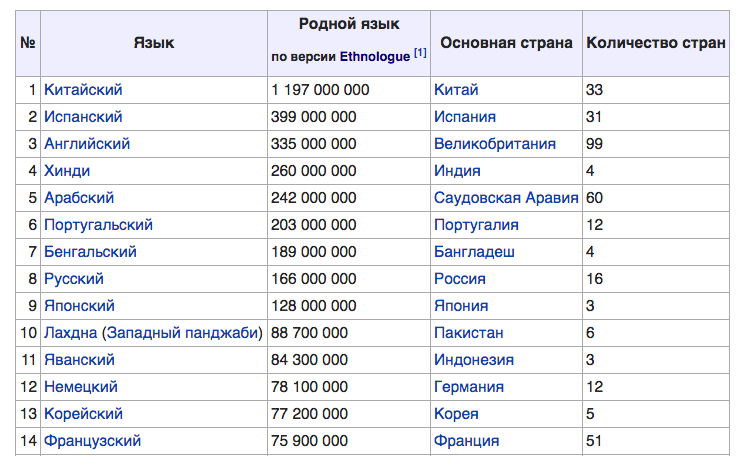 № Язык Родной язык по версии Ethnologue [1] Основная страна Количество стран
1 Китайский 1 197 000 000 Китай 33
2 Испанский 399 000 000 Испания 31
3 Английский 335 000 000 Великобритания 99
4 Хинди 260 000 000 Индия 4
5 Арабский 242 000 000 Саудовская Аравия 60
6 Португальский 203 000 000 Португалия 12
7 Бенгальский 189 000 000 Бангладеш 4
8 Русский 166 000 000 Россия 16
9 Японский 128 000 000 Япония 3
10 Лахдна (Западный панджаби) 88 700 000 Пакистан 6
11 Яванский 84 300 000 Индонезия 3
12 Немецкий 78 100 000 Германия 12
13 Корейский 77 200 000 Корея 5
14 Французский 75 900 000 Франция 51